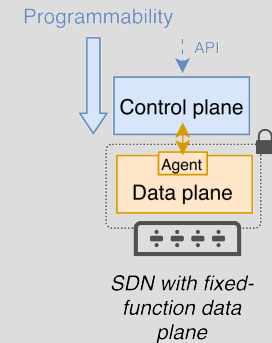 Programmability
API
Control plane
Agent
Data plane
SDN with fixed-
function data
plane